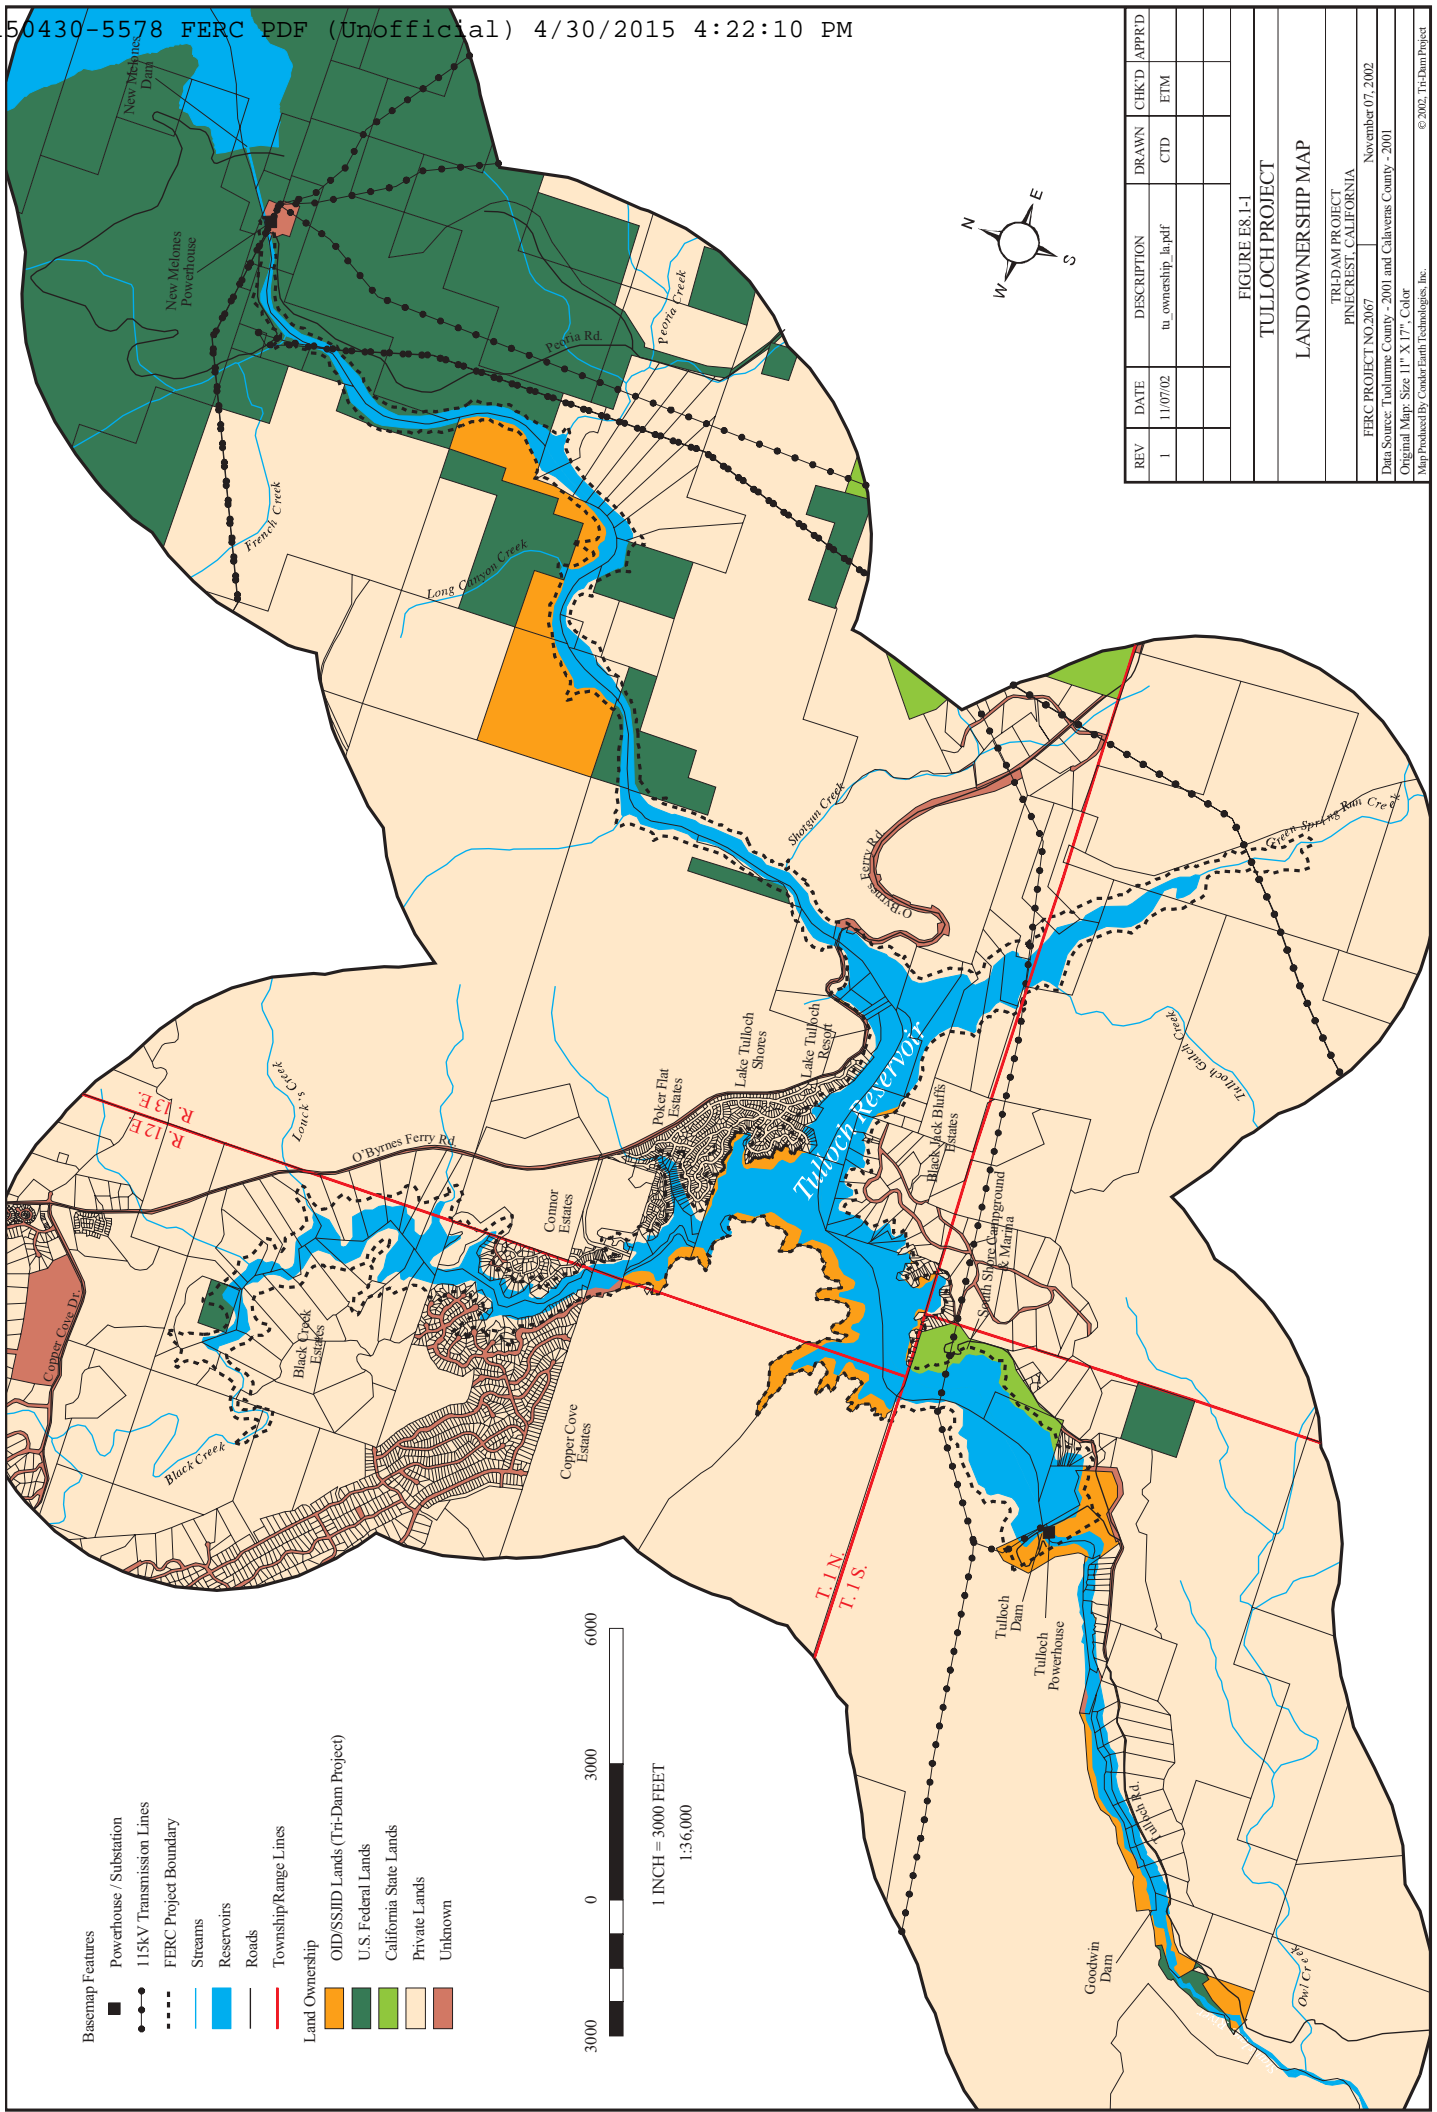 150430-5578 FERC PDF (Unofficial) 4/30/2015 4:22:10 PM
New Melones
Dam
New Melones
Powerhouse
French Creek
Long Canyon Creek
Peoria Rd.
Peoria Creek
Shotgun Creek
O'Byrnes Ferry Rd
Green Spring Run Creek
Tulloch Gulch Creek
Tulloch Reservoir
Lake Tulloch
Shores
Lake Tulloch
Resort
Poker Flat
Estates
Black Jack Bluffs
Estates
South Shore Campground
& Marina
Connor
Estates
O'Byrnes Ferry Rd
Louck's Creek
R. 13 E.
R. 12 E.
Copper Cove Dr.
Black Creek
Estates
Black Creek
Copper Cove
Estates
T. 1 N.
T. 1 S.
Tulloch
Dam
Tulloch
Powerhouse
Tulloch Rd.
Goodwin
Dam
Owl Creek
N
E
S
W
Basemap Features
Powerhouse / Substation
115kV Transmission Lines
FERC Project Boundary
Streams
Reservoirs
Roads
Township/Range Lines
Land Ownership
OID/SSJID Lands (Tri-Dam Project)
U.S. Federal Lands
California State Lands
Private Lands
Unknown
3000 0 3000 6000
1 INCH = 3000 FEET
1:36,000
REV DATE DESCRIPTION DRAWN CHK'D APPR'D
1 11/07/02 tu_ownership_la.pdf CTD ETM
FIGURE E8.1-1
TULLOCH PROJECT
LAND OWNERSHIP MAP
TRI-DAM PROJECT
PINECREST, CALIFORNIA
FERC PROJECT NO.2067 November 07, 2002
Data Source: Tuolumne County - 2001 and Calaveras County - 2001
Original Map: Size 11" X 17", Color
Map Produced By Condor Earth Technologies, Inc. © 2002, Tri-Dam Project